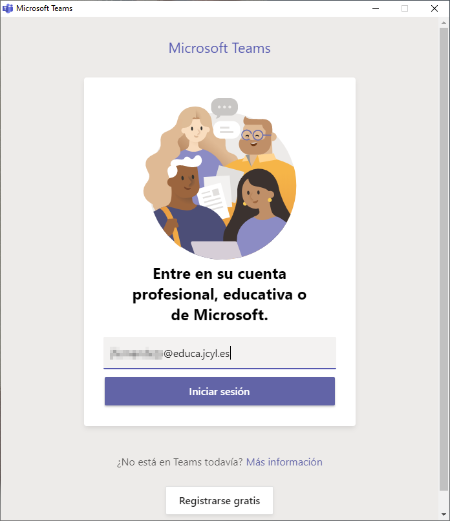 Microsoft Teams
Microsoft Teams
Entre en su cuenta
profesional, educativa o
de Microsoft.
@educa.jcyl.es
Iniciar sesión
¿No está en Teams todavía? Más información
Registrarse gratis